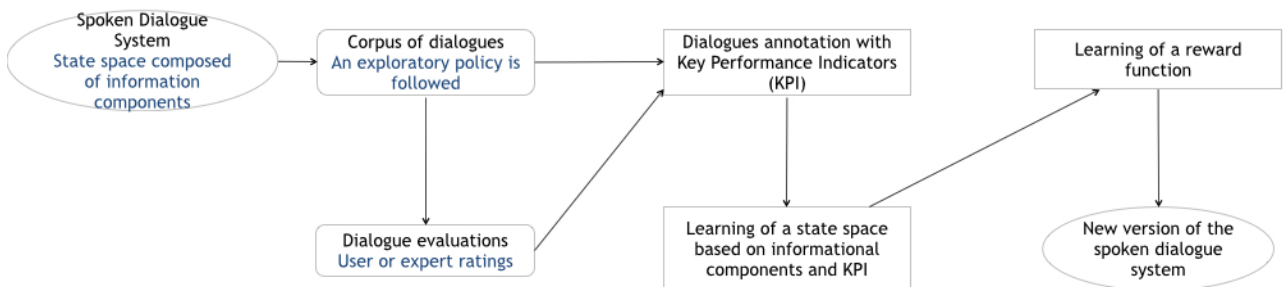 Spoken Dialogue
System
State space composed
of information
components
Corpus of dialogues
An exploratory policy is
followed
Dialogue evaluations
User or expert ratings
Dialogues annotation with
Key Performance Indicators
(KPI)
Learning of a state space
based on informational
components and KPI
Learning of a reward
function
New version of the
spoken dialogue
system